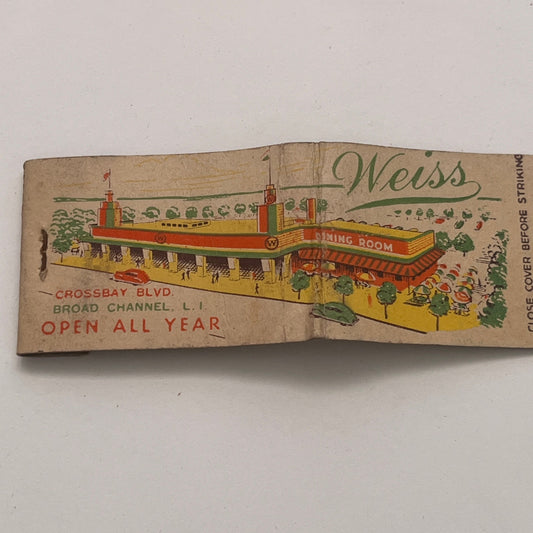 Weiss
W
DINING ROOM
CROSSBAY BLVD.
BROAD CHANNEL, L. I.
OPEN ALL YEAR
CLOSE COVER BEFORE STRIKING